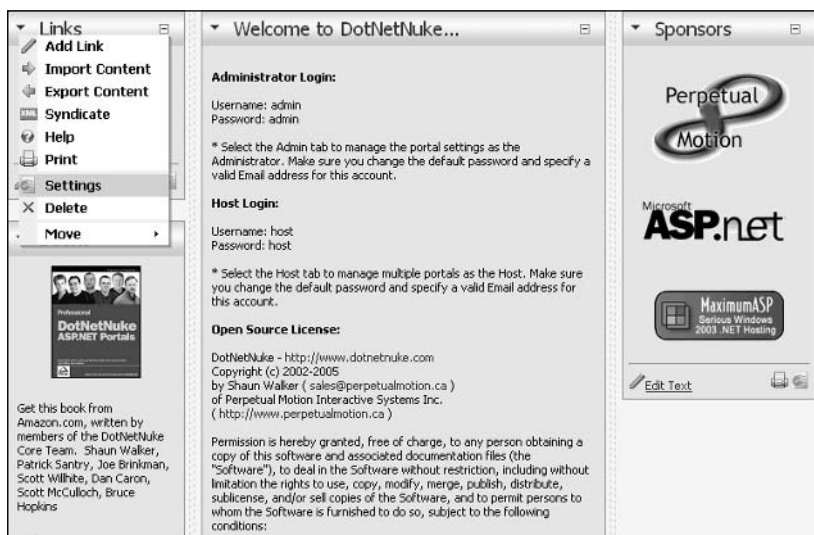 Links
Add Link
Import Content
Export Content
XML
Syndicate
Help
Print
Settings
Delete
Move
Professional
DotNetNuke
ASP.NET Portals
Get this book from
Amazon.com, written by
members of the DotNetNuke
Core Team. Shaun Walker,
Patrick Santry, Joe Brinkman,
Scott Willhite, Dan Caron,
Scott McCulloch, Bruce
Hopkins
Welcome to DotNetNuke...
Administrator Login:
Username: admin
Password: admin
* Select the Admin tab to manage the portal settings as the
Administrator. Make sure you change the default password and specify a
valid Email address for this account.
Host Login:
Username: host
Password: host
* Select the Host tab to manage multiple portals as the Host. Make sure
you change the default password and specify a valid Email address for
this account.
Open Source License:
DotNetNuke - http://www.dotnetnuke.com
Copyright (c) 2002-2005
by Shaun Walker ( sales@perpetualmotion.ca )
of Perpetual Motion Interactive Systems Inc.
( http://www.perpetualmotion.ca )
Permission is hereby granted, free of charge, to any person obtaining a
copy of this software and associated documentation files (the
"Software"), to deal in the Software without restriction, including without
limitation the rights to use, copy, modify, merge, publish, distribute,
sublicense, and/or sell copies of the Software, and to permit persons to
whom the Software is furnished to do so, subject to the following
conditions:
Sponsors
Perpetual
Motion
Microsoft
ASP.net
MaximumASP
Serious Windows
2003 .NET Hosting
Edit Text